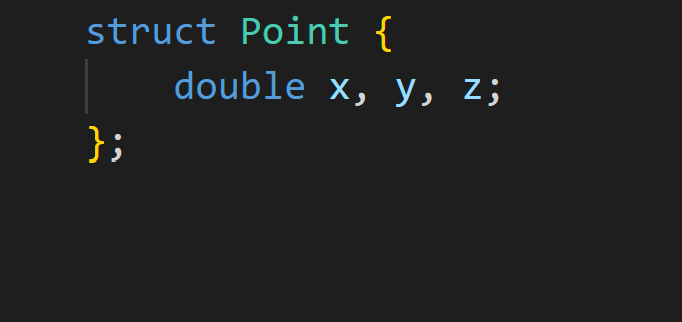 struct Point {
    double x, y, z;
};